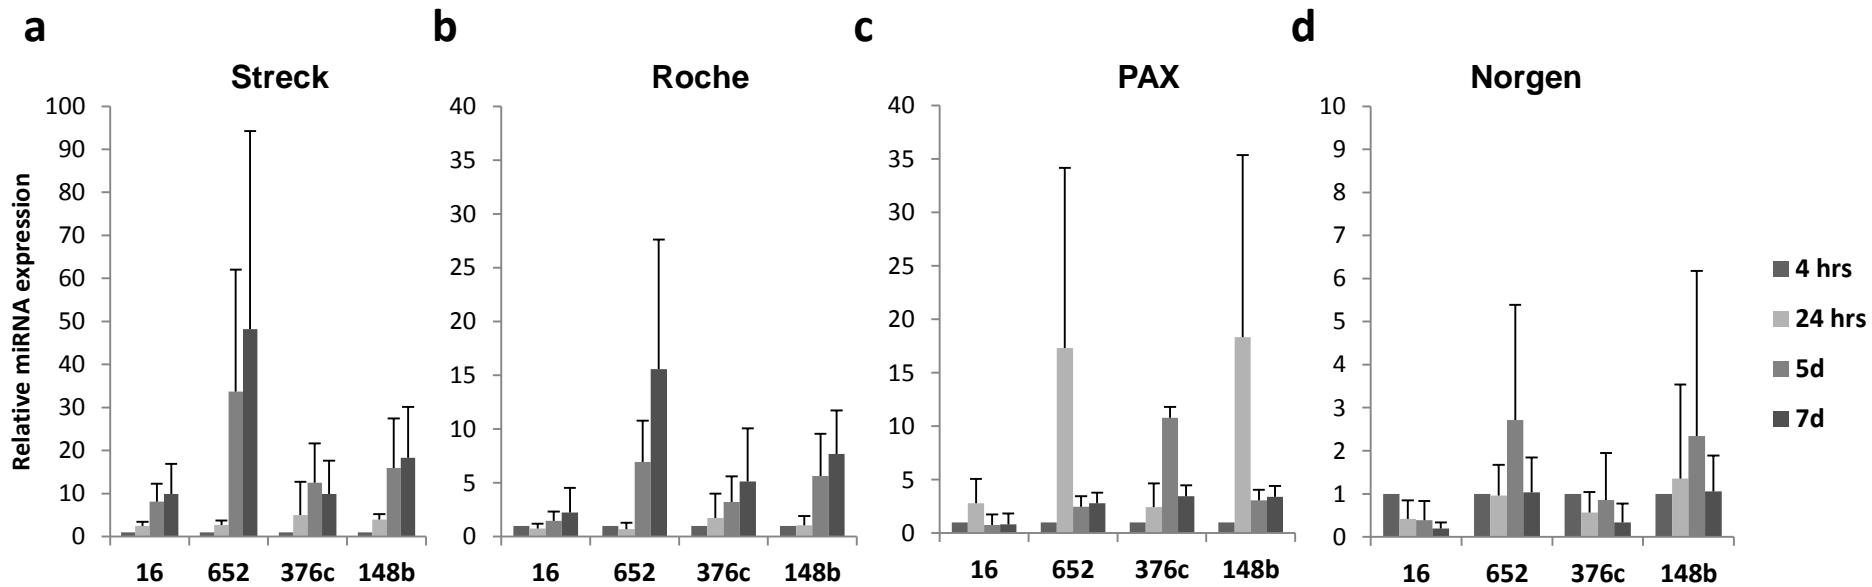 a
b
c
d
Streck
Roche
PAX
Norgen
Relative miRNA expression
100
90
80
70
60
50
40
30
20
10
0
16 652 376c 148b
40
35
30
25
20
15
10
5
0
16 652 376c 148b
40
35
30
25
20
15
10
5
0
16 652 376c 148b
10
9
8
7
6
5
4
3
2
1
0
16 652 376c 148b
4 hrs
24 hrs
5d
7d